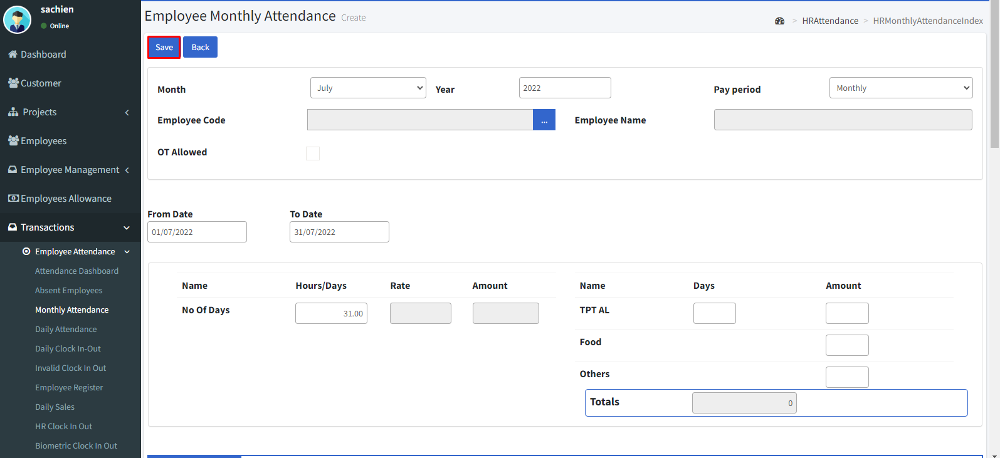 sachien
Online
Dashboard
Customer
Projects
Employees
Employee Management
Employees Allowance
Transactions
Employee Attendance
Attendance Dashboard
Absent Employees
Monthly Attendance
Daily Attendance
Daily Clock In-Out
Invalid Clock In Out
Employee Register
Daily Sales
HR Clock In Out
Biometric Clock In Out
Employee Monthly Attendance Create
> HRAttendance > HRMonthlyAttendanceIndex
Save Back
Month July Year 2022 Pay period Monthly
Employee Code ... Employee Name
OT Allowed
From Date To Date
01/07/2022 31/07/2022
Name Hours/Days Rate Amount
No Of Days 31.00
Name Days Amount
TPT AL
Food
Others
Totals 0